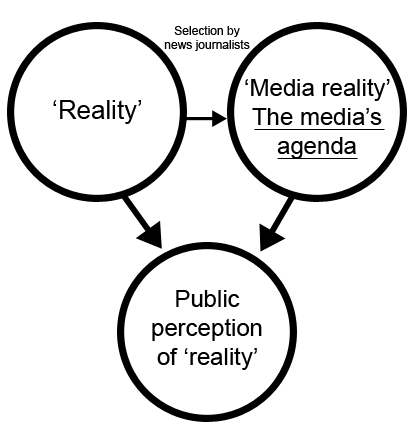 Selection by
news journalists
‘Reality’
‘Media reality’
The media’s
agenda
Public
perception
of ‘reality’